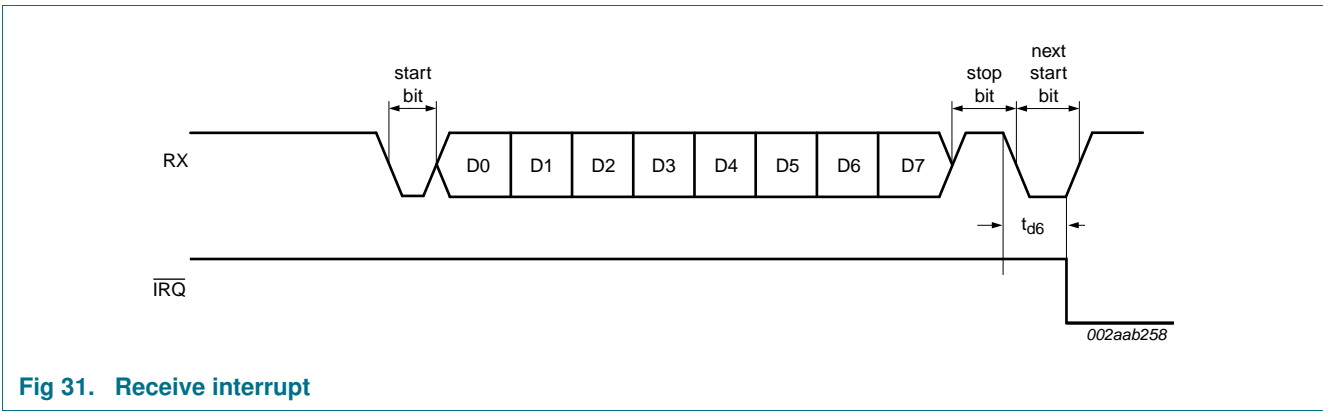 start
bit
stop
bit
next
start
bit
RX
D0 D1 D2 D3 D4 D5 D6 D7
td6
IRQ
002aab258
Fig 31. Receive interrupt